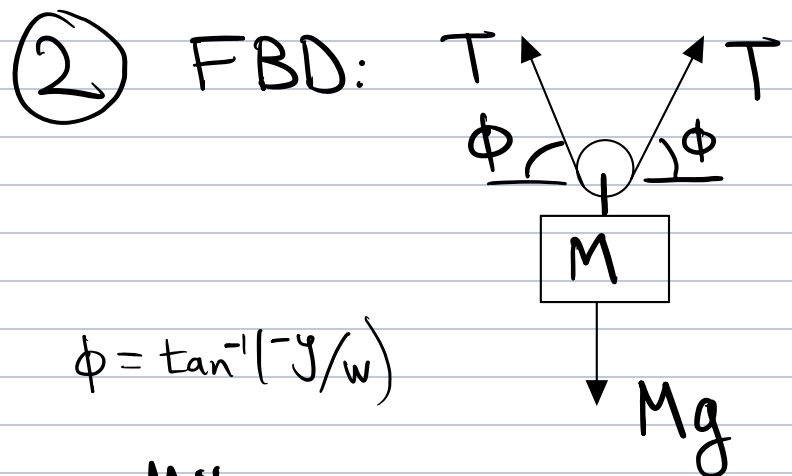 2 FBD: T T
ϕ ϕ
M
ϕ = tan⁻¹(-y/w)
Mg